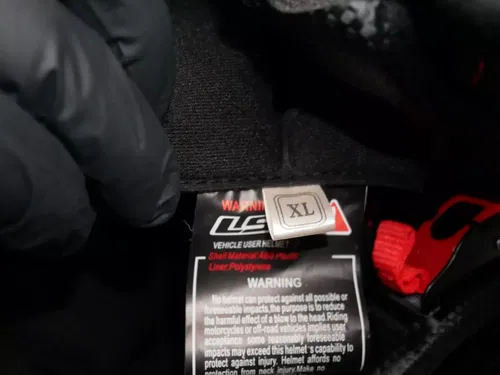 WARNING
XL
LS2
VEHICLE USER HELMET
Shell Material: Abs Plastic
Liner: Polystyrene
WARNING
No helmet can protect against all possible or
foreseeable impacts, the purpose is to reduce
the harmful effect of a blow to the head. Riding
motorcycles or off-road vehicles implies user
acceptance some reasonably foreseeable
impacts may exceed this helmet's capability to
protect against injury. Helmet affords no
protection from neck injury. Make no